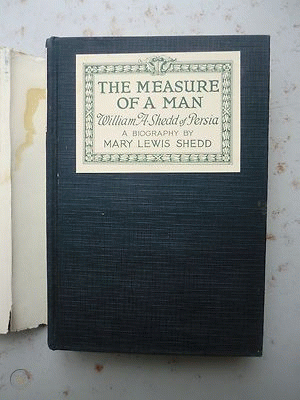 THE MEASURE
OF A MAN
William A. Shedd of Persia
A BIOGRAPHY BY
MARY LEWIS SHEDD